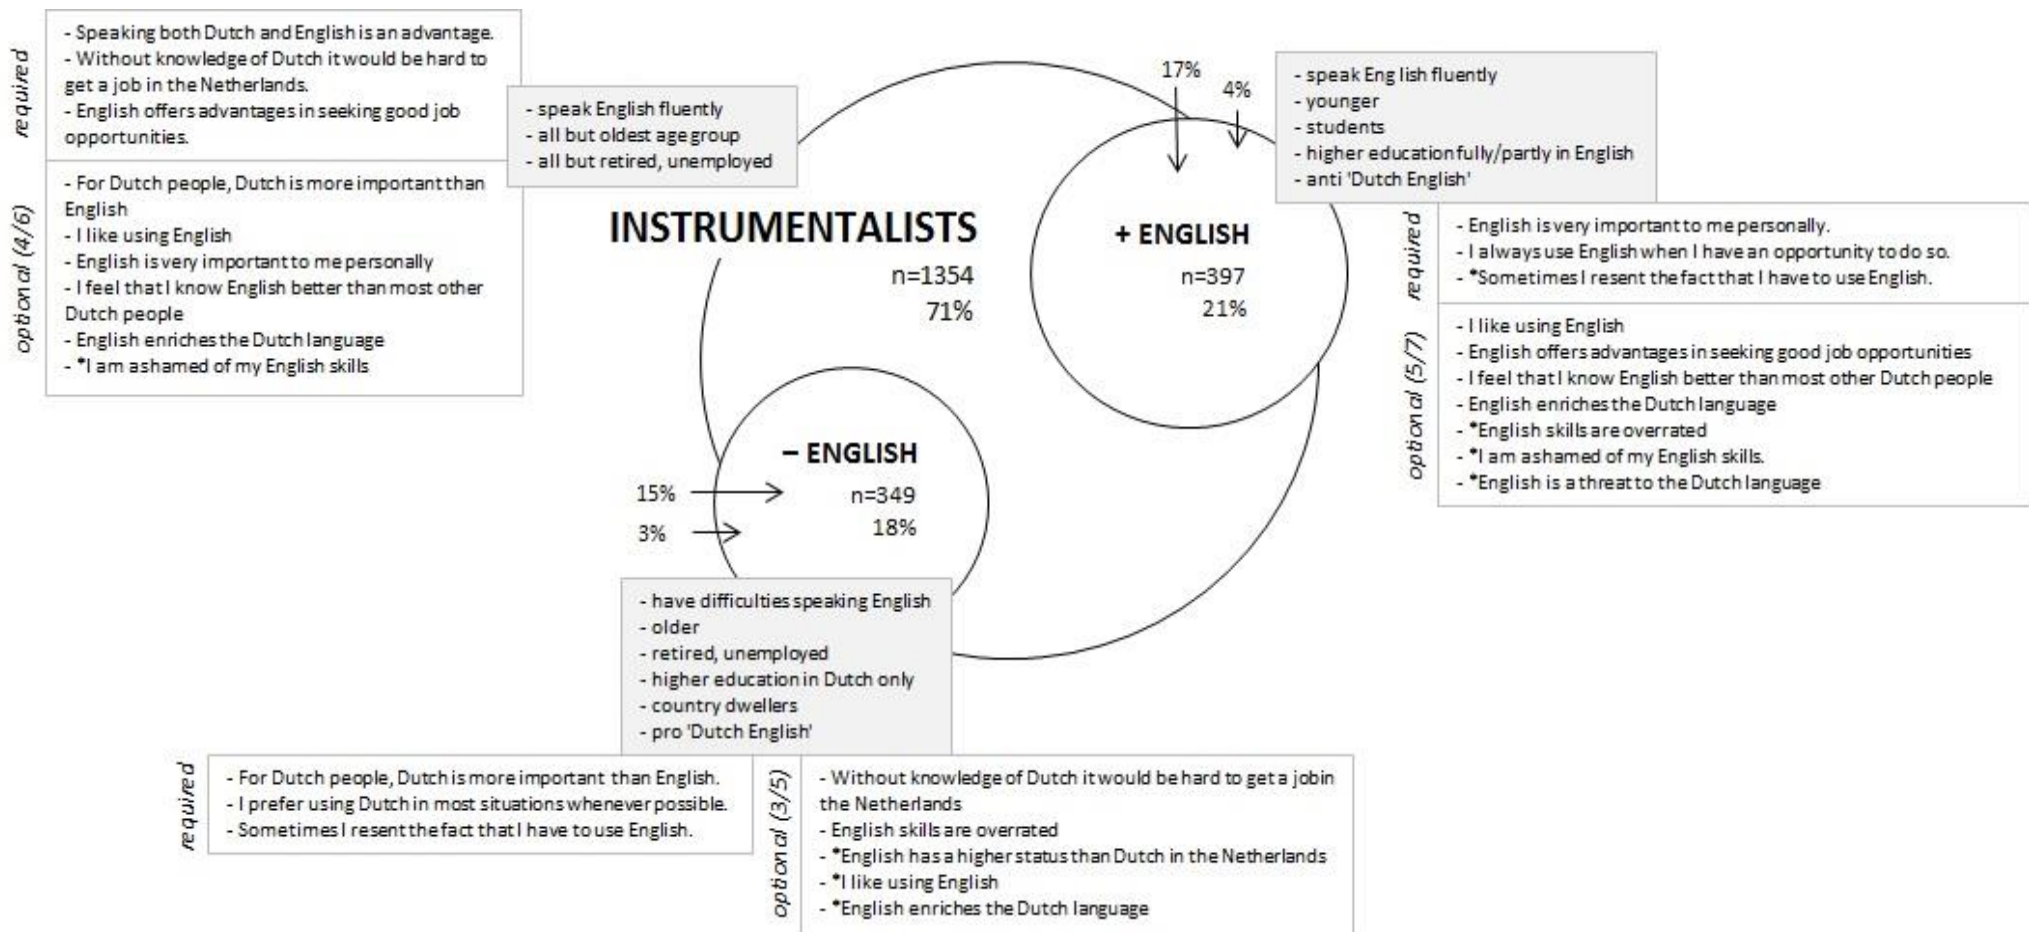 required
- Speaking both Dutch and English is an advantage.
- Without knowledge of Dutch it would be hard to
get a job in the Netherlands.
- English offers advantages in seeking good job
opportunities.
optional (4/6)
- For Dutch people, Dutch is more important than
English
- I like using English
- English is very important to me personally
- I feel that I know English better than most other
Dutch people
- English enriches the Dutch language
- *I am ashamed of my English skills
- speak English fluently
- all but oldest age group
- all but retired, unemployed
INSTRUMENTALISTS
n=1354
71%
17%
4%
+ ENGLISH
n=397
21%
- speak English fluently
- younger
- students
- higher education fully/partly in English
- anti 'Dutch English'
required
- English is very important to me personally.
- I always use English when I have an opportunity to do so.
- *Sometimes I resent the fact that I have to use English.
optional (5/7)
- I like using English
- English offers advantages in seeking good job opportunities
- I feel that I know English better than most other Dutch people
- English enriches the Dutch language
- *English skills are overrated
- *I am ashamed of my English skills.
- *English is a threat to the Dutch language
– ENGLISH
n=349
18%
15%
3%
- have difficulties speaking English
- older
- retired, unemployed
- higher education in Dutch only
- country dwellers
- pro 'Dutch English'
required
- For Dutch people, Dutch is more important than English.
- I prefer using Dutch in most situations whenever possible.
- Sometimes I resent the fact that I have to use English.
optional (3/5)
- Without knowledge of Dutch it would be hard to get a job in
the Netherlands
- English skills are overrated
- *English has a higher status than Dutch in the Netherlands
- *I like using English
- *English enriches the Dutch language